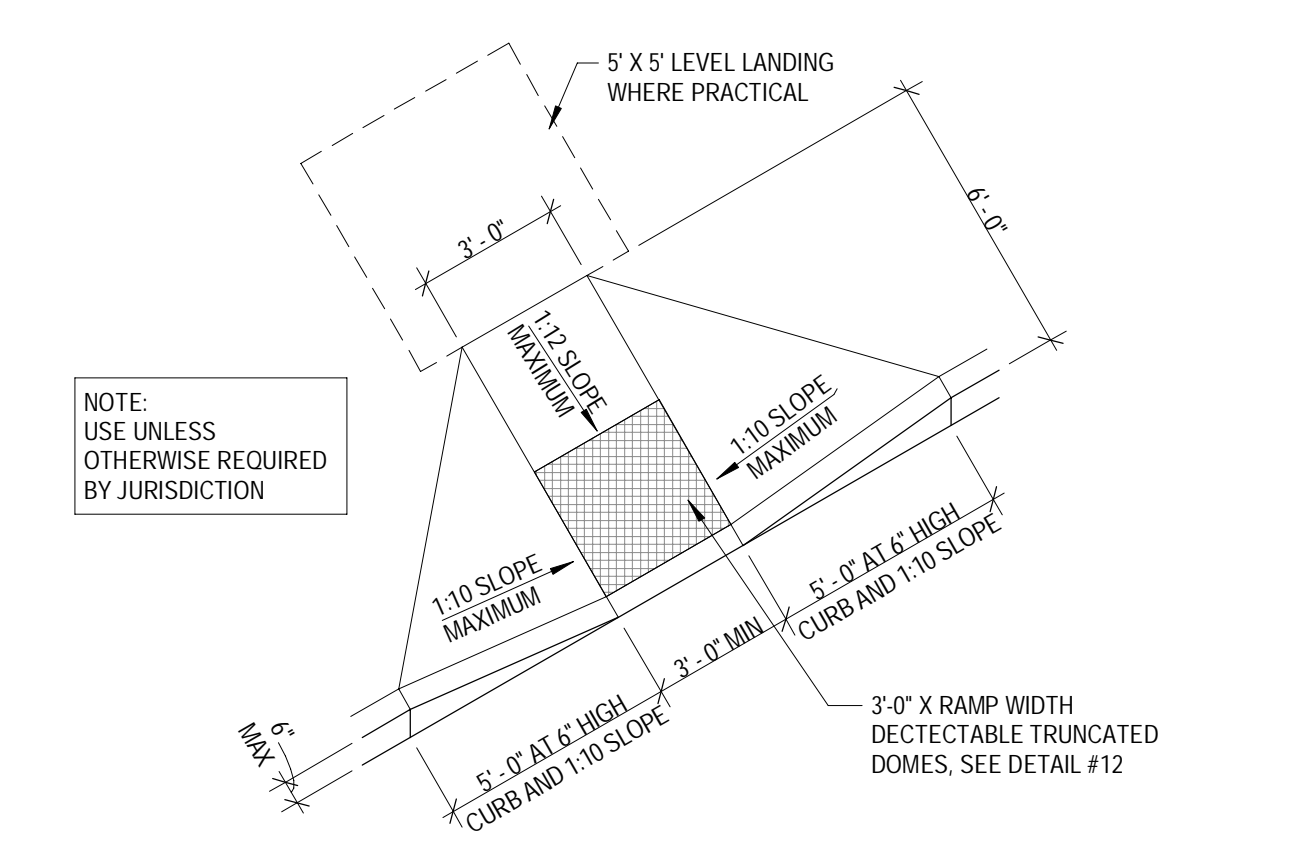 5' X 5' LEVEL LANDING
WHERE PRACTICAL
6' - 0"
3' - 0"
1:12 SLOPE
MAXIMUM
NOTE:
USE UNLESS
OTHERWISE REQUIRED
BY JURISDICTION
1:10 SLOPE
MAXIMUM
1:10 SLOPE
MAXIMUM
5' - 0" AT 6" HIGH
CURB AND 1:10 SLOPE
3' - 0" MIN
5' - 0" AT 6" HIGH
CURB AND 1:10 SLOPE
6"
MAX
3'-0" X RAMP WIDTH
DECTECTABLE TRUNCATED
DOMES, SEE DETAIL #12